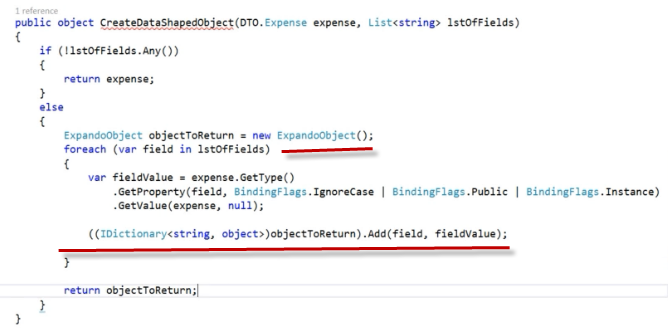 1 reference
public object CreateDataShapedObject(DTO.Expense expense, List<string> lstOfFields)
{
if (!lstOfFields.Any())
{
return expense;
}
else
{
ExpandoObject objectToReturn = new ExpandoObject();
foreach (var field in lstOfFields)
{
var fieldValue = expense.GetType()
.GetProperty(field, BindingFlags.IgnoreCase | BindingFlags.Public | BindingFlags.Instance)
.GetValue(expense, null);
((IDictionary<string, object>)objectToReturn).Add(field, fieldValue);
}
return objectToReturn;
}
}